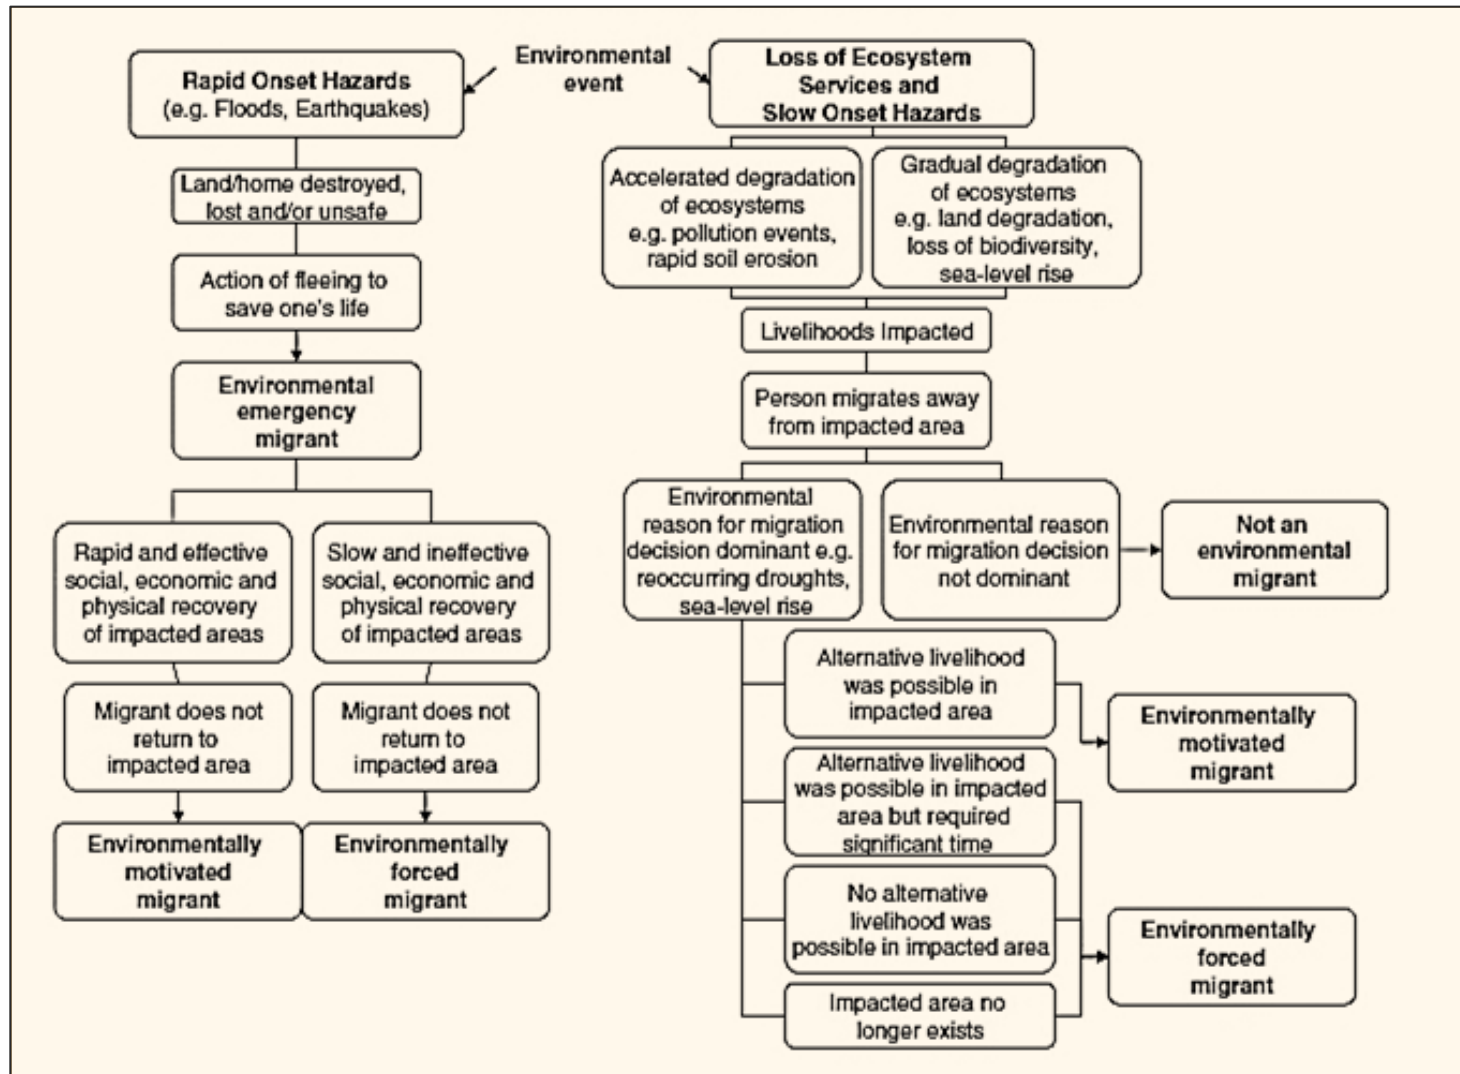 Environmental
event
Rapid Onset Hazards
(e.g. Floods, Earthquakes)
Land/home destroyed,
lost and/or unsafe
Action of fleeing to
save one's life
Environmental
emergency
migrant
Rapid and effective
social, economic and
physical recovery
of impacted areas
Slow and ineffective
social, economic and
physical recovery
of impacted areas
Migrant does not
return to
impacted area
Migrant does not
return to
impacted area
Environmentally
motivated
migrant
Environmentally
forced
migrant
Loss of Ecosystem
Services and
Slow Onset Hazards
Accelerated degradation
of ecosystems
e.g. pollution events,
rapid soil erosion
Gradual degradation
of ecosystems
e.g. land degradation,
loss of biodiversity,
sea-level rise
Livelihoods Impacted
Person migrates away
from impacted area
Environmental
reason for migration
decision dominant e.g.
reoccurring droughts,
sea-level rise
Environmental reason
for migration decision
not dominant
Not an
environmental
migrant
Alternative livelihood
was possible in
impacted area
Environmentally
motivated
migrant
Alternative livelihood
was possible in impacted
area but required
significant time
No alternative
livelihood was
possible in impacted area
Impacted area no
longer exists
Environmentally
forced
migrant